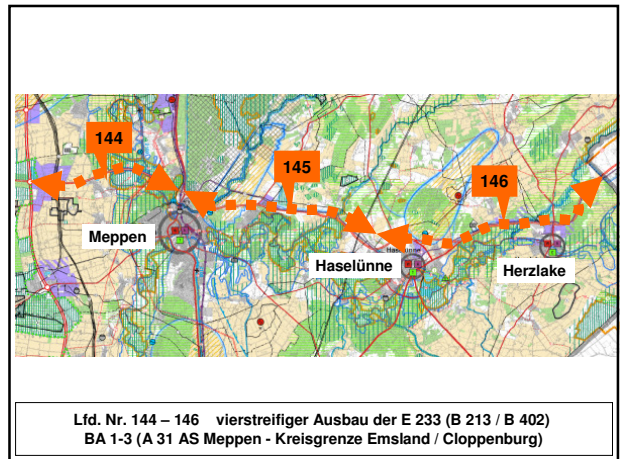 144
145
146
Meppen
Haselünne
Haselünne
Herzlake
Lfd. Nr. 144 – 146 vierstreifiger Ausbau der E 233 (B 213 / B 402)
BA 1-3 (A 31 AS Meppen - Kreisgrenze Emsland / Cloppenburg)